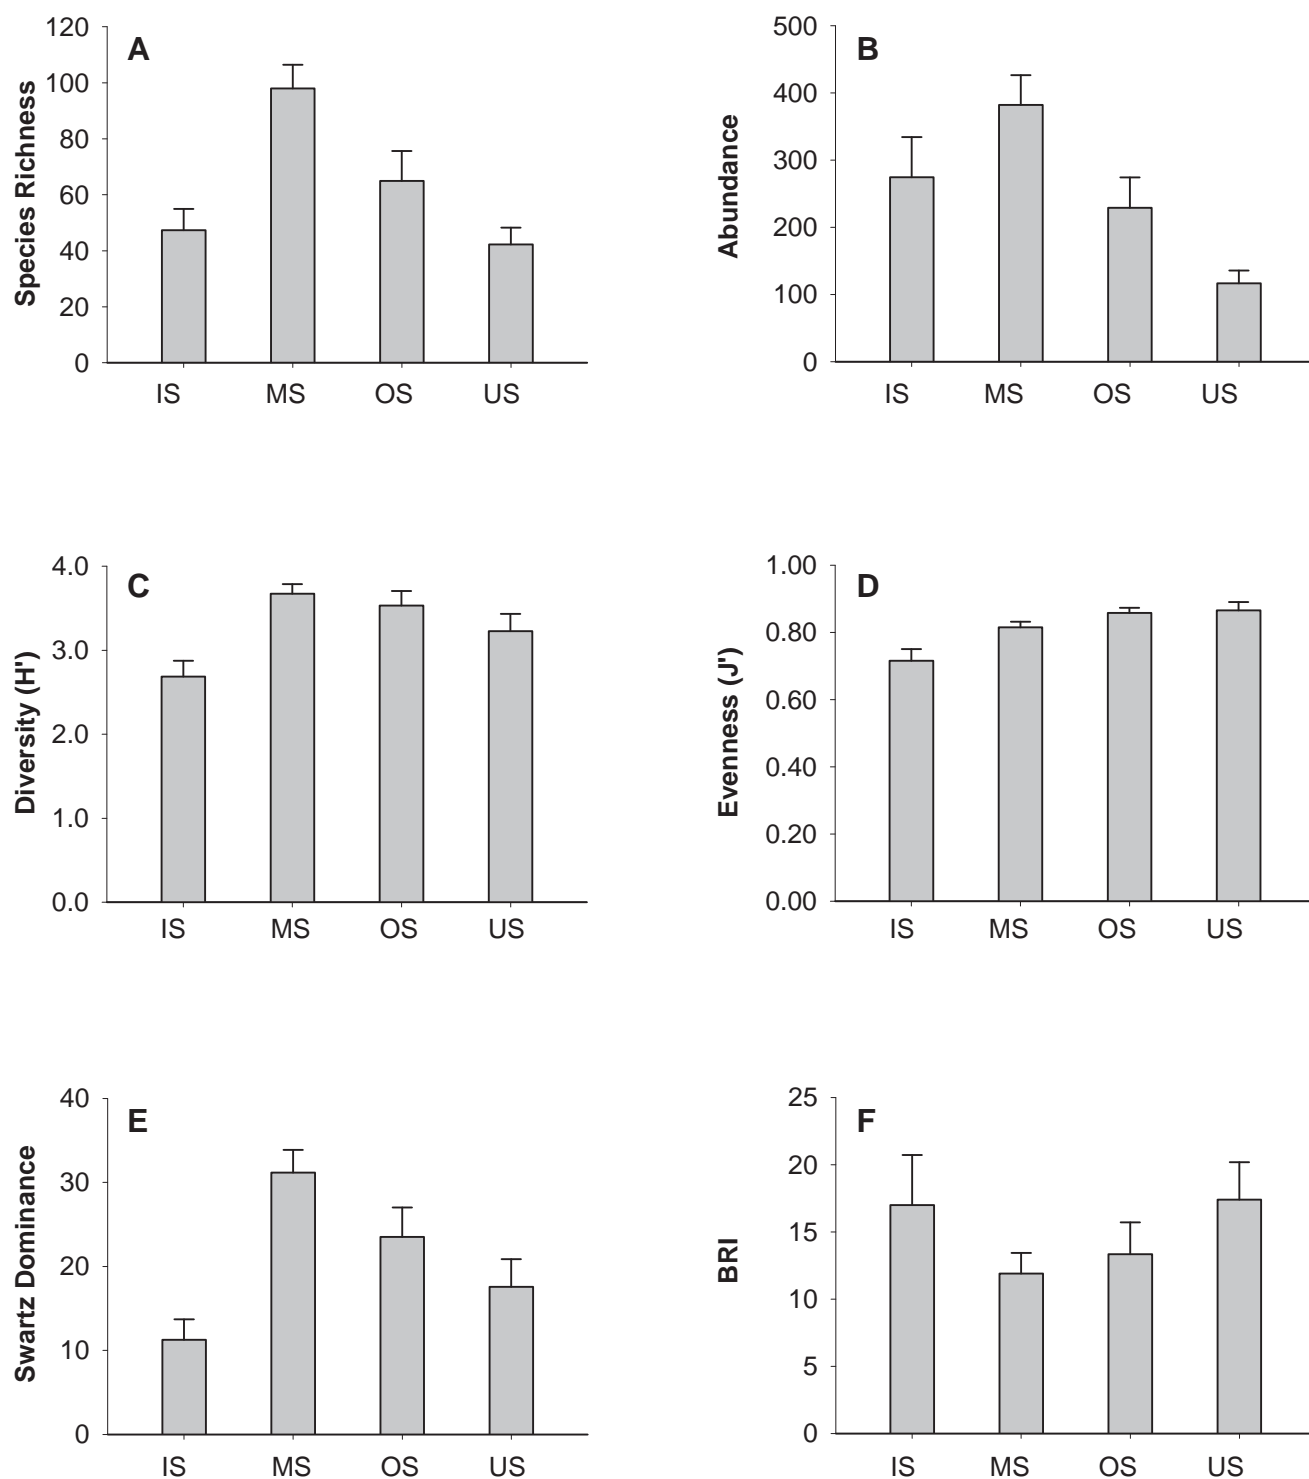 A
Species Richness
120
100
80
60
40
20
0
IS MS OS US
B
Abundance
500
400
300
200
100
0
IS MS OS US
C
Diversity (H')
4.0
3.0
2.0
1.0
0.0
IS MS OS US
D
Evenness (J')
1.00
0.80
0.60
0.40
0.20
0.00
IS MS OS US
E
Swartz Dominance
40
30
20
10
0
IS MS OS US
F
BRI
25
20
15
10
5
0
IS MS OS US